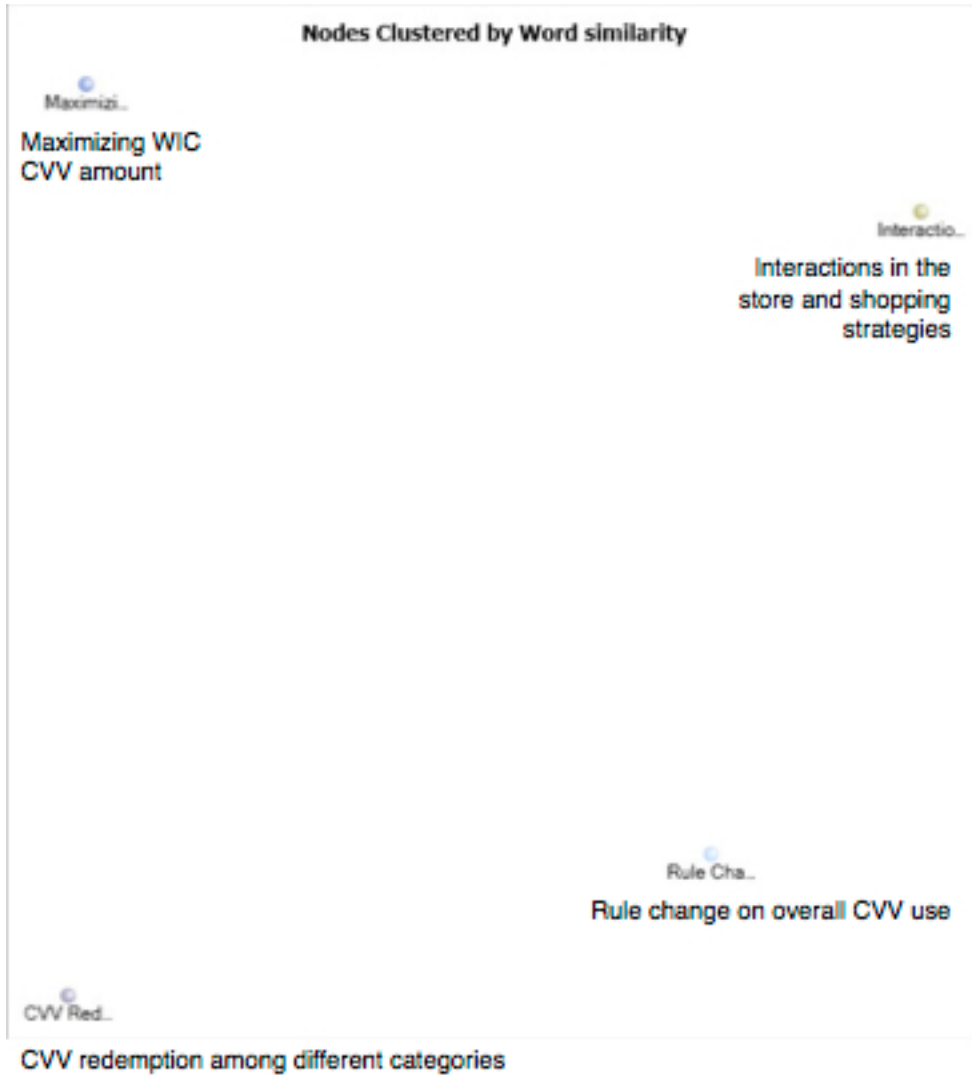 Nodes Clustered by Word similarity
Maximizi...
Maximizing WIC
CVV amount
Interactio...
Interactions in the
store and shopping
strategies
Rule Cha...
Rule change on overall CVV use
CVV Red...
CVV redemption among different categories